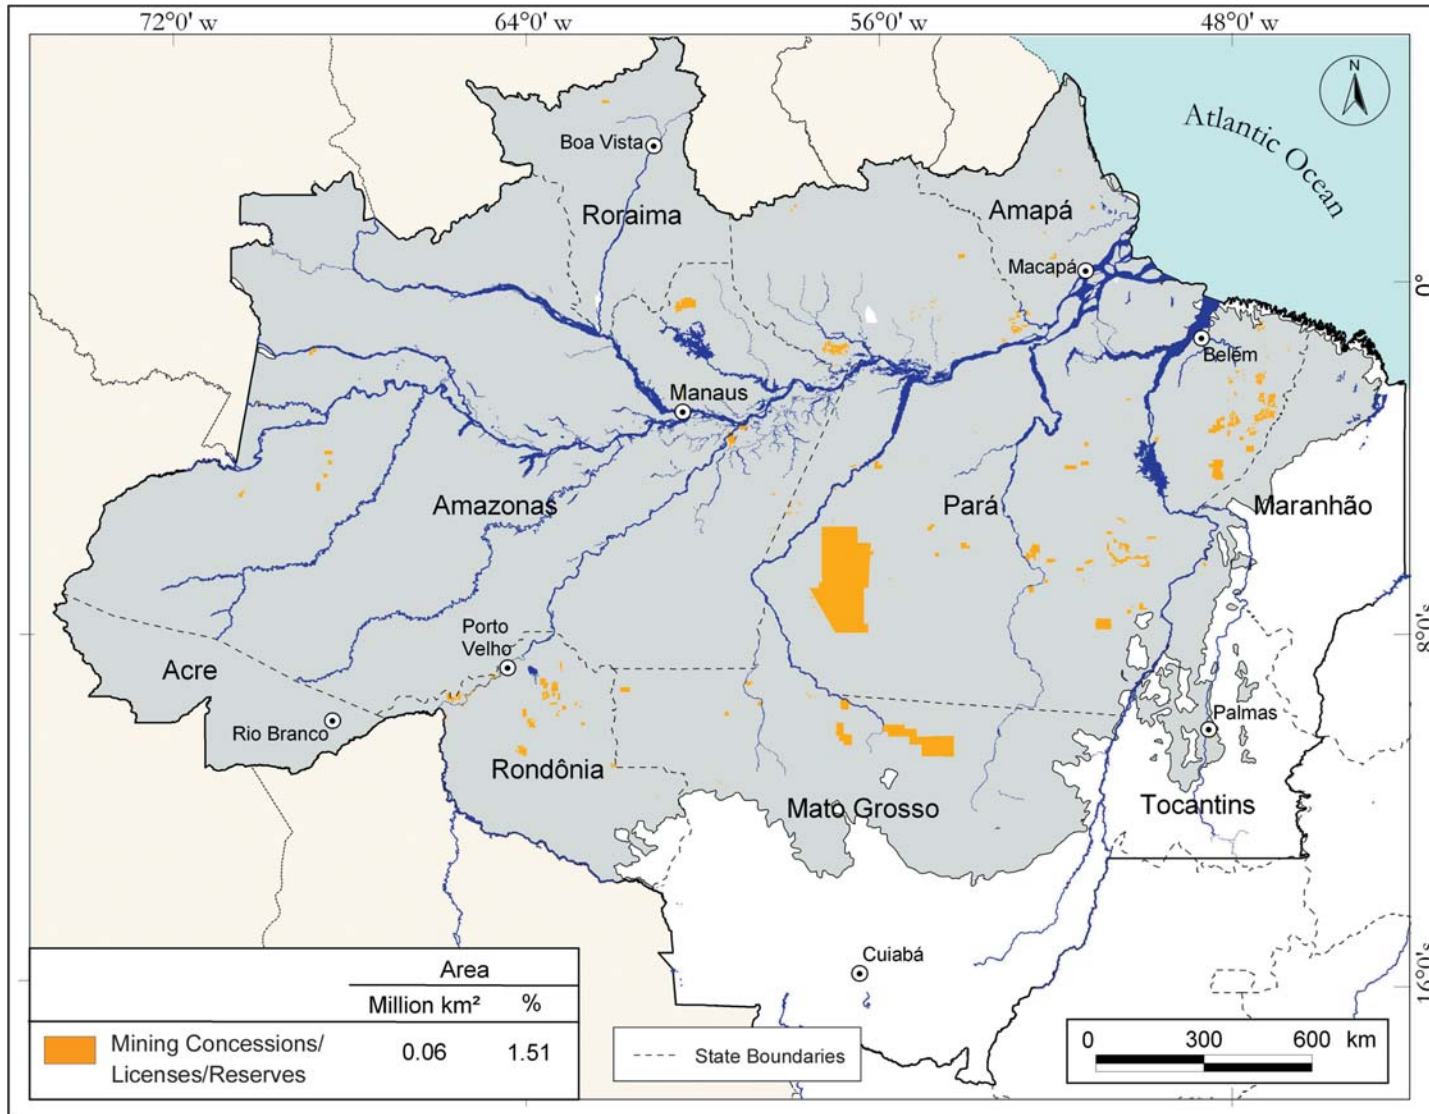 72°0' w
64°0' w
56°0' w
48°0' w
N
Atlantic Ocean
Boa Vista
Roraima
Amapá
Macapá
0°
Belém
Manaus
Amazonas
Pará
Maranhão
Porto
Velho
8°0's
Acre
Rio Branco
Palmas
Rondônia
Mato Grosso
Tocantins
Cuiabá
16°0's
Area
Million km² %
Mining Concessions/ 0.06 1.51
Licenses/Reserves
State Boundaries
0 300 600 km